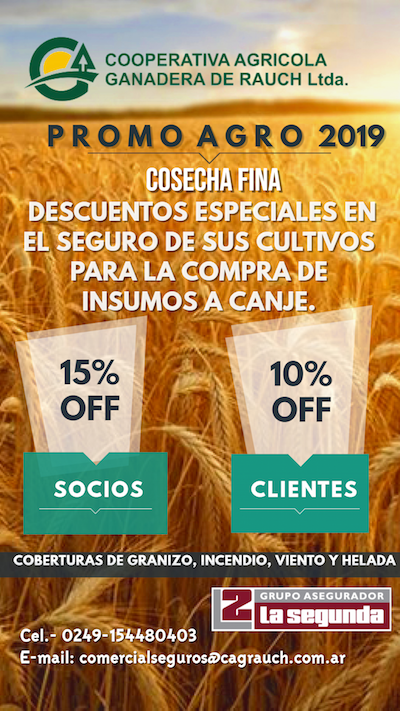 COOPERATIVA AGRICOLA
GANADERA DE RAUCH Ltda.
PROMO AGRO 2019
COSECHA FINA
DESCUENTOS ESPECIALES EN
EL SEGURO DE SUS CULTIVOS
PARA LA COMPRA DE
INSUMOS A CANJE.
15%
OFF
SOCIOS
10%
OFF
CLIENTES
COBERTURAS DE GRANIZO, INCENDIO, VIENTO Y HELADA
2 GRUPO ASEGURADOR
La segunda
Cel.- 0249-154480403
E-mail: comercialseguros@cagrauch.com.ar